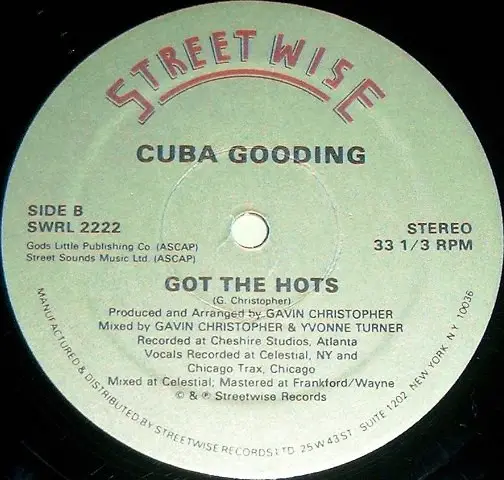 STREETWISE
CUBA GOODING
SIDE B
SWRL 2222
Gods Little Publishing Co (ASCAP)
Street Sounds Music Ltd. (ASCAP)
STEREO
33 1/3 RPM
GOT THE HOTS
(G. Christopher)
Produced and Arranged by GAVIN CHRISTOPHER
Mixed by GAVIN CHRISTOPHER & YVONNE TURNER
Recorded at Cheshire Studios, Atlanta
Vocals Recorded at Celestial, NY and
Chicago Trax, Chicago
Mixed at Celestial; Mastered at Frankford/Wayne
© & ℗ Streetwise Records
MANUFACTURED & DISTRIBUTED BY STREETWISE RECORDS LTD. 25 W 43 ST. SUITE 1202 NEW YORK, N.Y. 10036